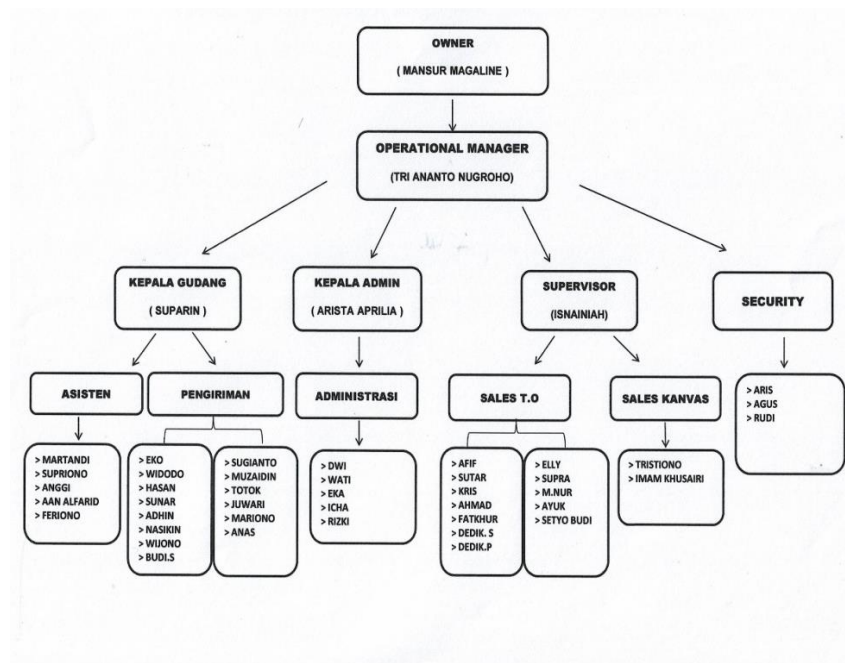 OWNER
( MANSUR MAGALINE )
OPERATIONAL MANAGER
(TRI ANANTO NUGROHO)
KEPALA GUDANG
( SUPARIN )
KEPALA ADMIN
( ARISTA APRILIA )
SUPERVISOR
(ISNAINIAH)
SECURITY
ASISTEN
PENGIRIMAN
ADMINISTRASI
SALES T.O
SALES KANVAS
> ARIS
> AGUS
> RUDI
> MARTANDI
> SUPRIONO
> ANGGI
> AAN ALFARID
> FERIONO
> EKO
> WIDODO
> HASAN
> SUNAR
> ADHIN
> NASIKIN
> WIJONO
> BUDI.S
> SUGIANTO
> MUZAIDIN
> TOTOK
> JUWARI
> MARIONO
> ANAS
> DWI
> WATI
> EKA
> ICHA
> RIZKI
> AFIF
> SUTAR
> KRIS
> AHMAD
> FATKHUR
> DEDIK. S
> DEDIK.P
> ELLY
> SUPRA
> M.NUR
> AYUK
> SETYO BUDI
> TRISTIONO
> IMAM KHUSAIRI